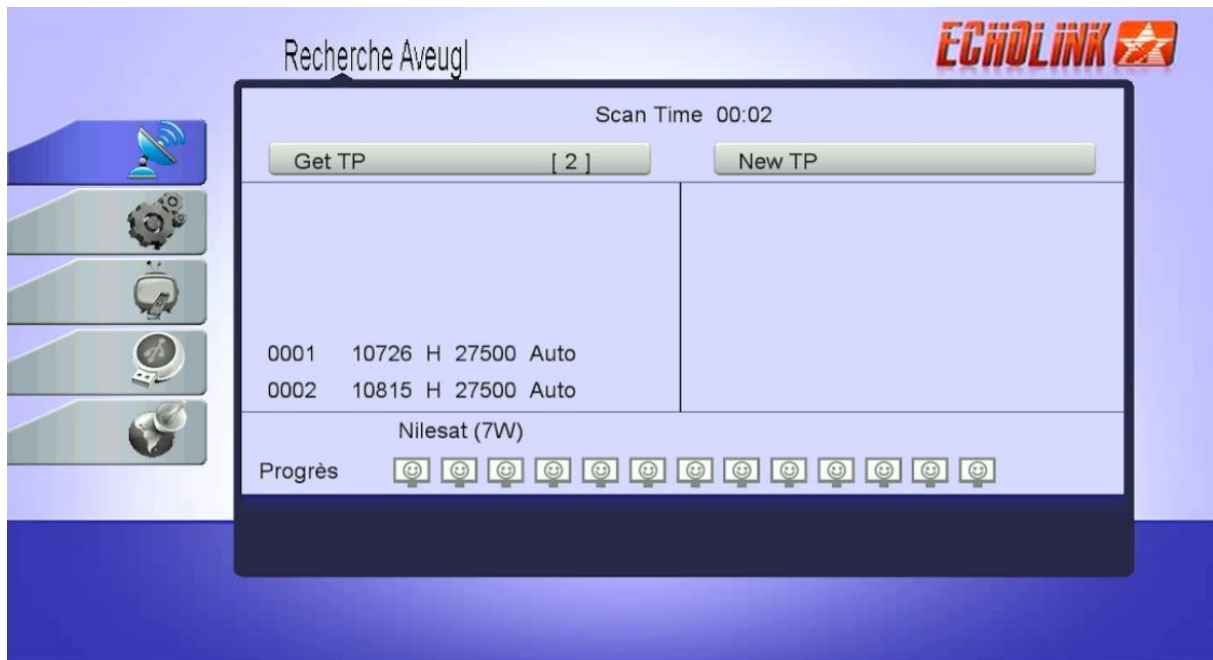 Recherche Aveugl
ECHOLINK
Scan Time 00:02
Get TP [ 2 ] New TP
0001 10726 H 27500 Auto
0002 10815 H 27500 Auto
Nilesat (7W)
Progrès